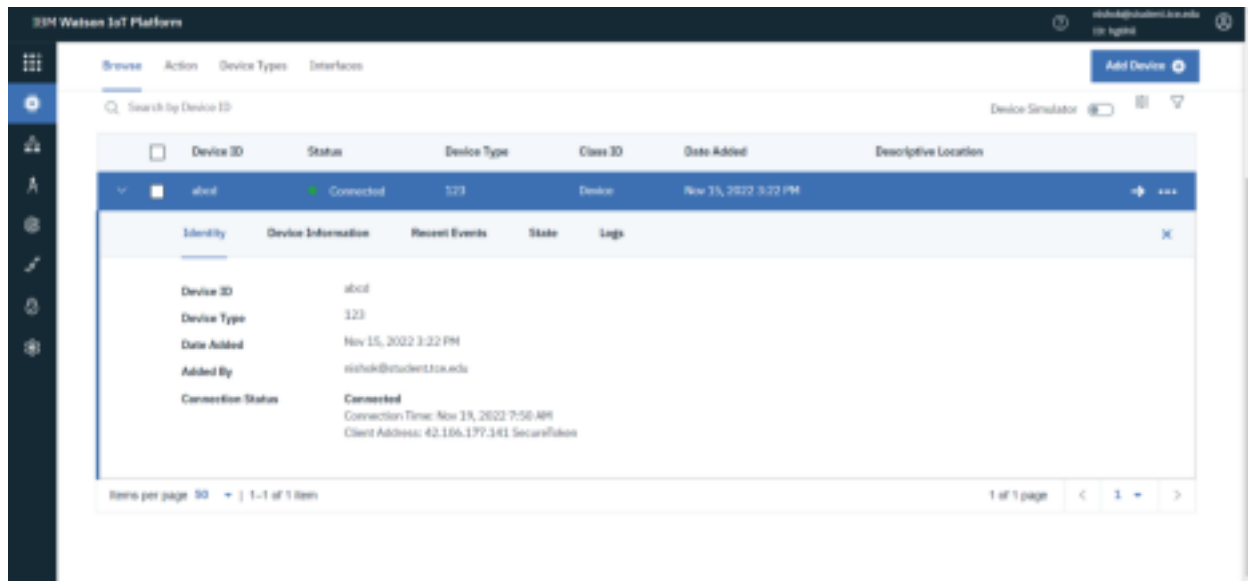 IBM Watson IoT Platform
Browse Action Device Types Interfaces
Add Device
Search by Device ID
Device Simulator
Device ID Status Device Type Class ID Date Added Descriptive Location
abcd Connected 123 Device Nov 15, 2022 3:22 PM
Identity Device Information Recent Events State Logs
Device ID abcd
Device Type 123
Date Added Nov 15, 2022 3:22 PM
Added By nishok@student.tce.edu
Connection Status Connected
Connection Time: Nov 19, 2022 7:50 AM
Client Address: 42.106.177.141 SecureToken
Items per page 50 | 1–1 of 1 item
1 of 1 page 1